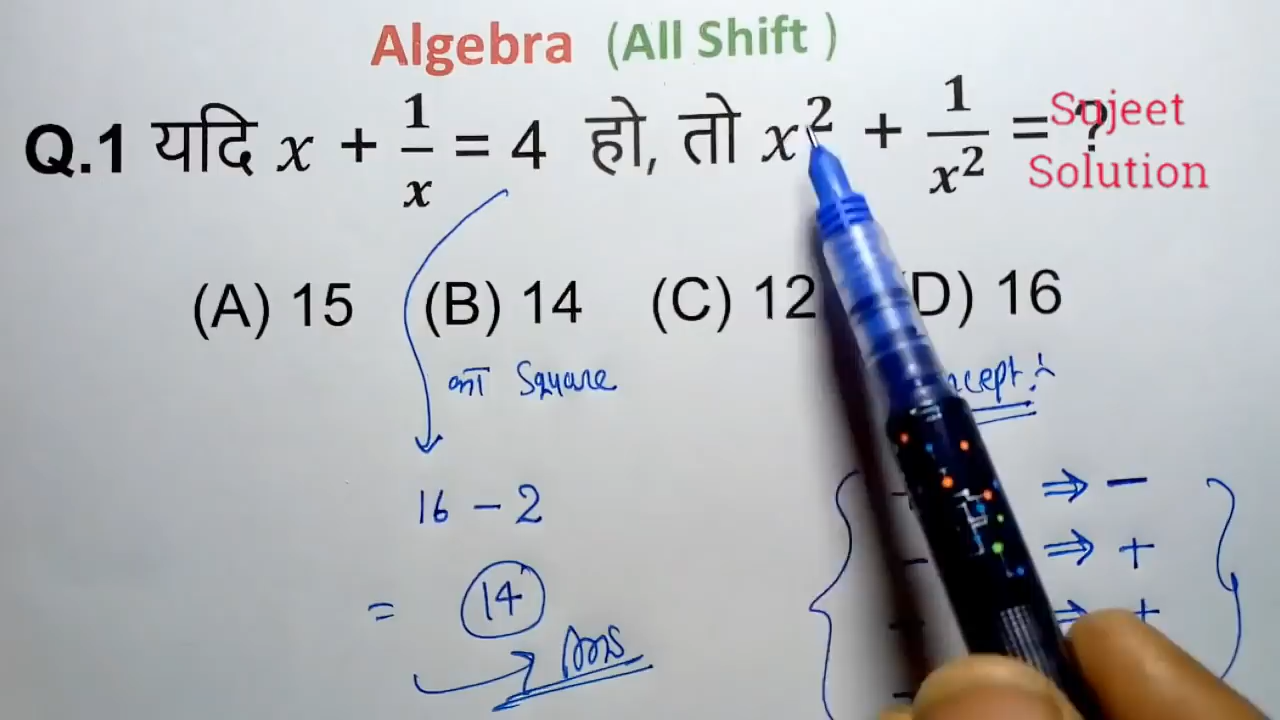 Algebra (All Shift )
Q.1 यदि x + 1/x = 4 हो, तो x² + 1/x² = ?
Sujeet
Solution
(A) 15 (B) 14 (C) 12 (D) 16
का Square
16 - 2
⇒ -
⇒ +
= 14
⇒ +
Ans